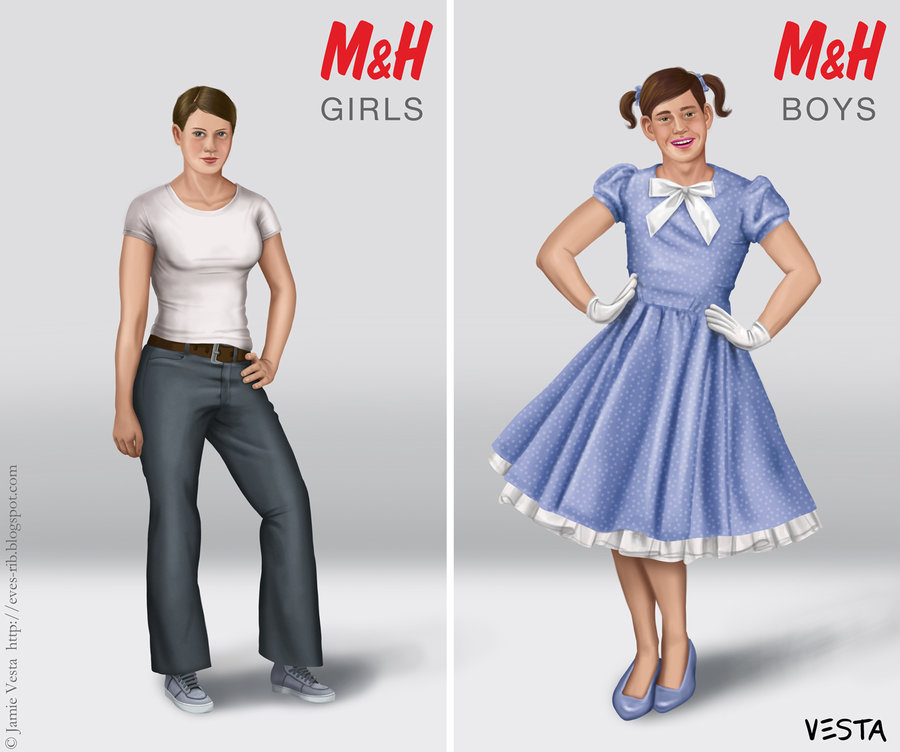 M&H
GIRLS
M&H
BOYS
© Jamie Vesta http://eves-rib.blogspot.com
VESTA